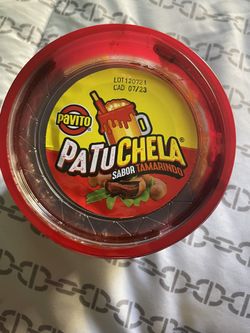 LOT120721
CAD 07/23
PAVITO
PATUCHELA
SABOR TAMARINDO